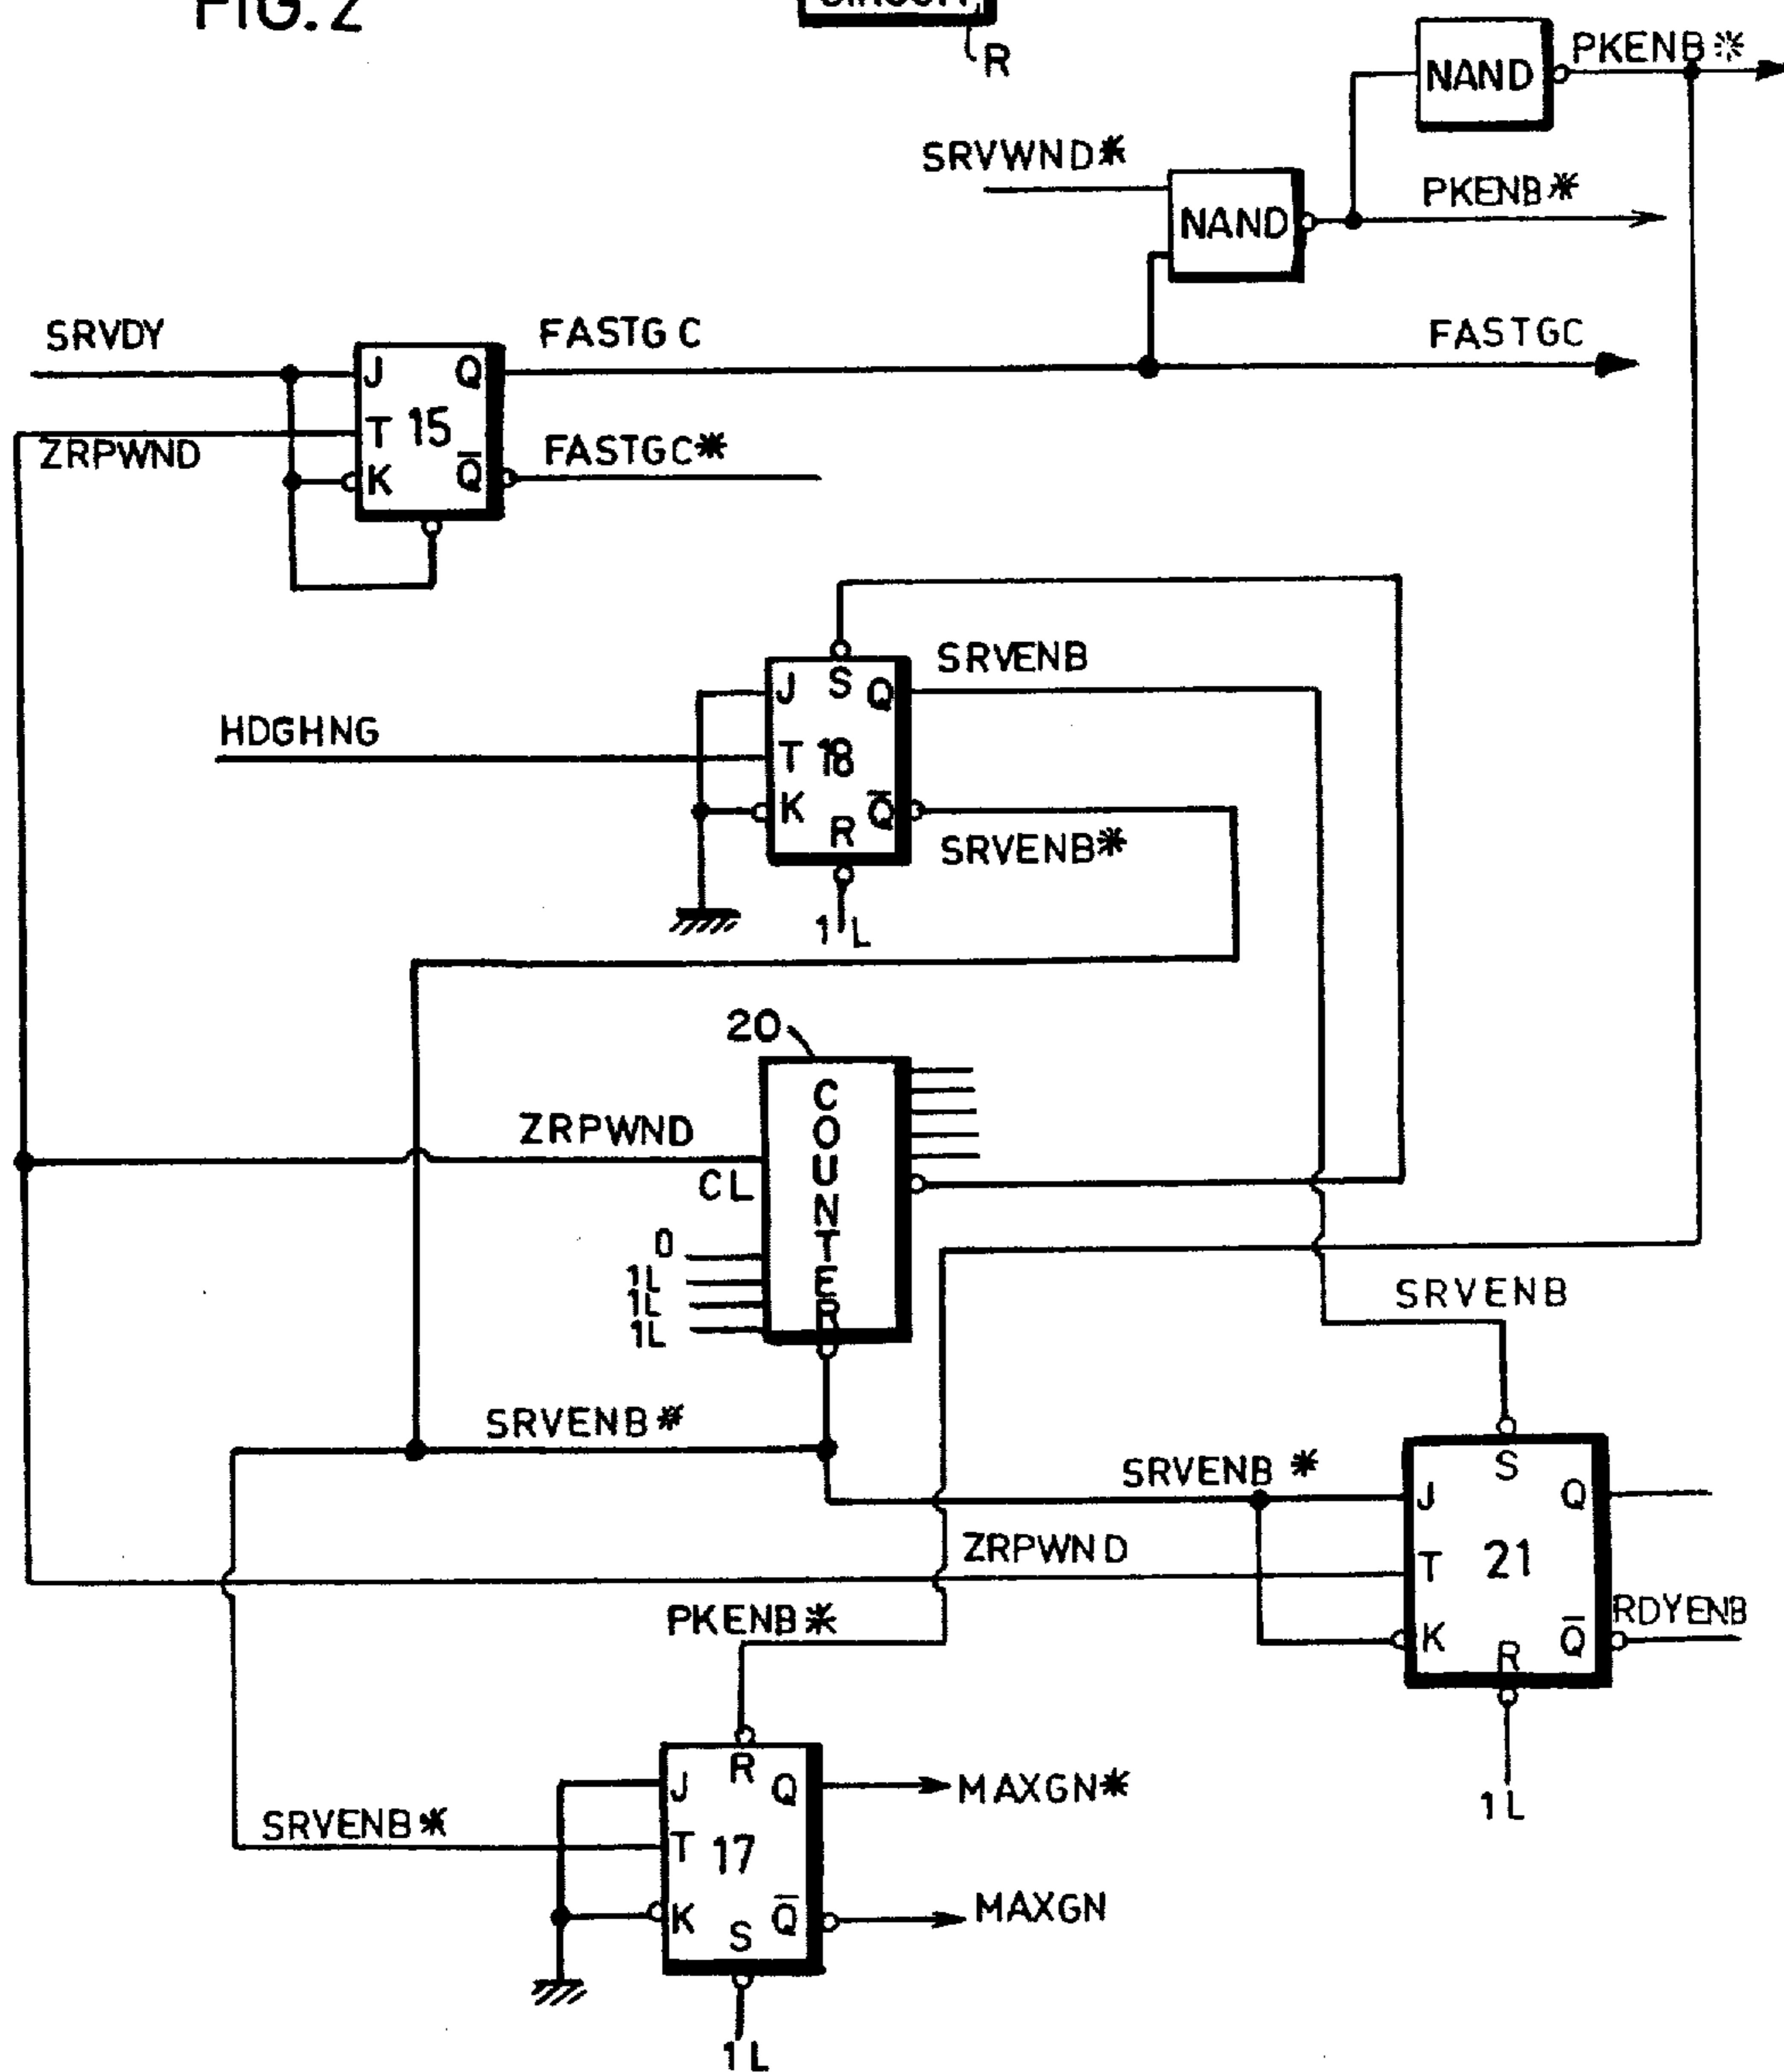 FIG. 2
CIRCUIT
R
NAND
PKENB*
SRVWND*
NAND
PKENB*
SRVDY
FASTGC
FASTGC
J
Q
T
15
ZRPWND
K
Q̅
FASTGC*
S
SRVENB
J
Q
HDGHNG
T
18
K
Q̅
R
SRVENB*
1L
20
COUNTER
ZRPWND
CL
0
1L
1L
1L
SRVENB
SRVENB*
SRVENB*
S
J
Q
ZRPWND
T
21
PKENB*
RDYENB
K
Q̅
R
R
J
Q
MAXGN*
1L
SRVENB*
T
17
K
Q̅
MAXGN
S
1L